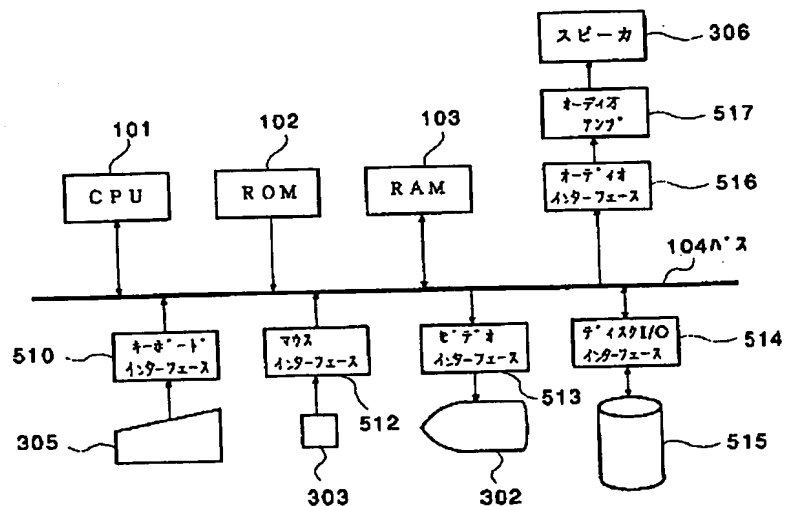 スピーカ
306
オーディオ
アンプ
517
101
102
103
CPU
ROM
RAM
オーディオ
インターフェース
516
104バス
510
キーボード
インターフェース
マウス
インターフェース
512
ビデオ
インターフェース
513
ディスクI/O
インターフェース
514
305
303
302
515